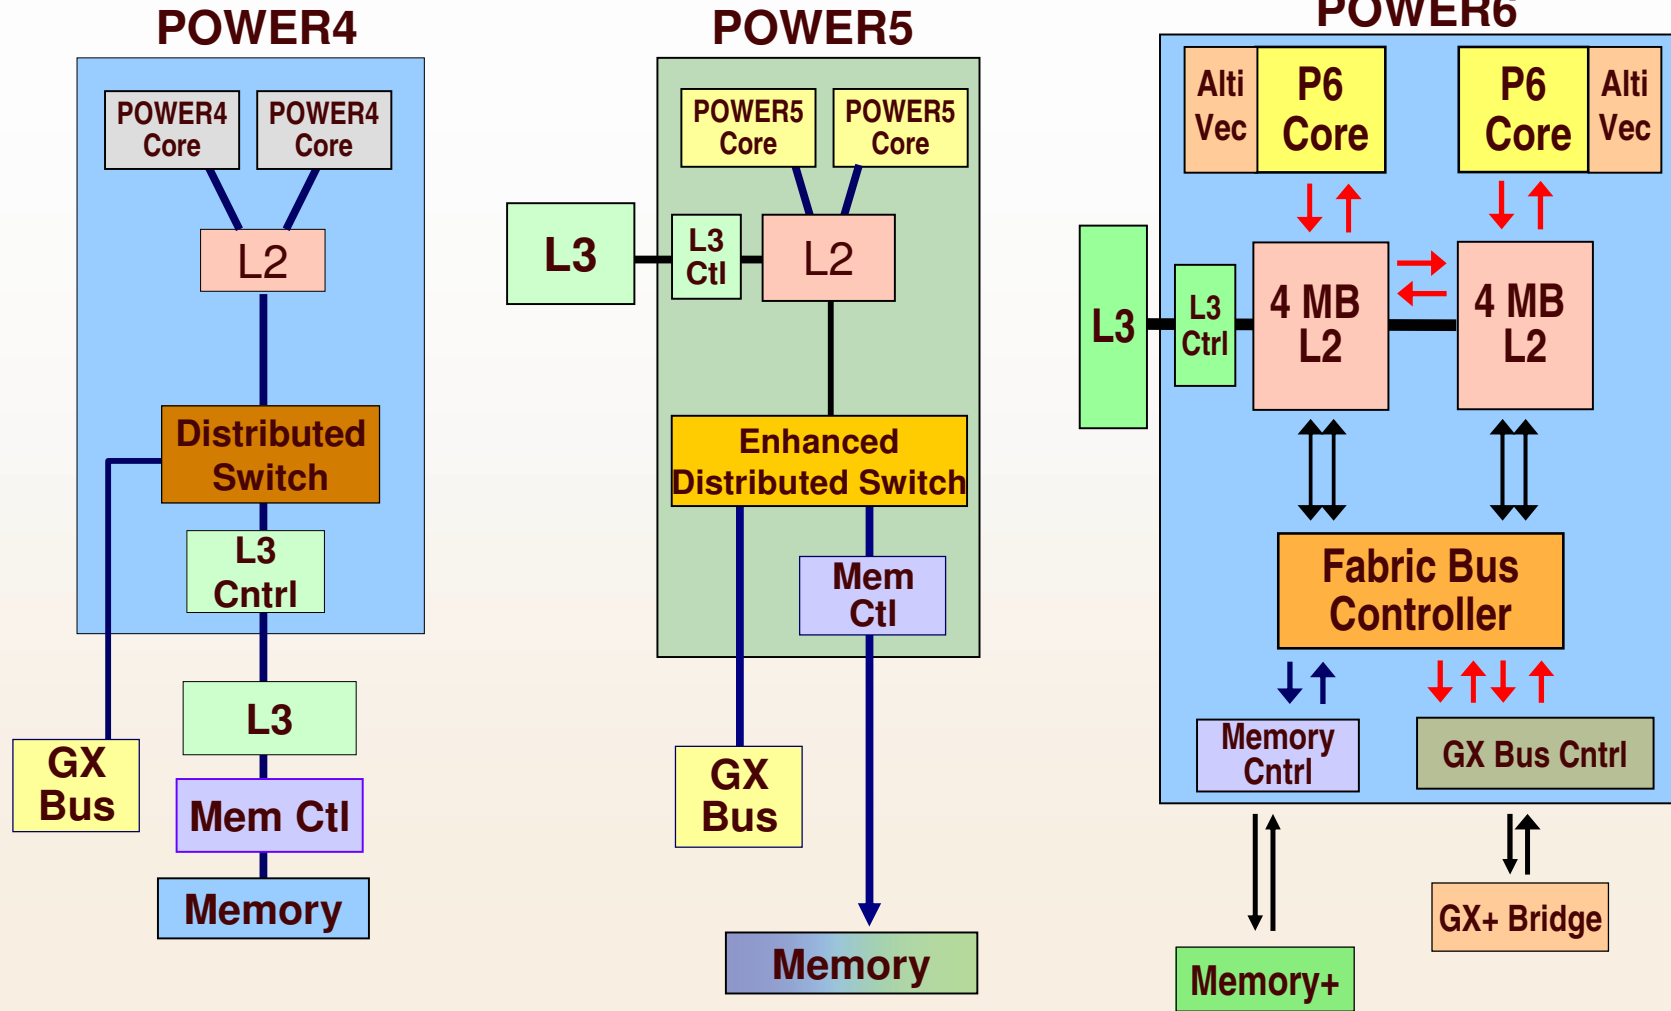 POWER4
POWER4
Core
POWER4
Core
L2
Distributed
Switch
L3
Cntrl
L3
GX
Bus
Mem Ctl
Memory
POWER5
POWER5
Core
POWER5
Core
L3
L3
Ctl
L2
Enhanced
Distributed Switch
Mem
Ctl
GX
Bus
Memory
POWER6
Alti
Vec
P6
Core
P6
Core
Alti
Vec
L3
L3
Ctrl
4 MB
L2
4 MB
L2
Fabric Bus
Controller
Memory
Cntrl
GX Bus Cntrl
GX+ Bridge
Memory+